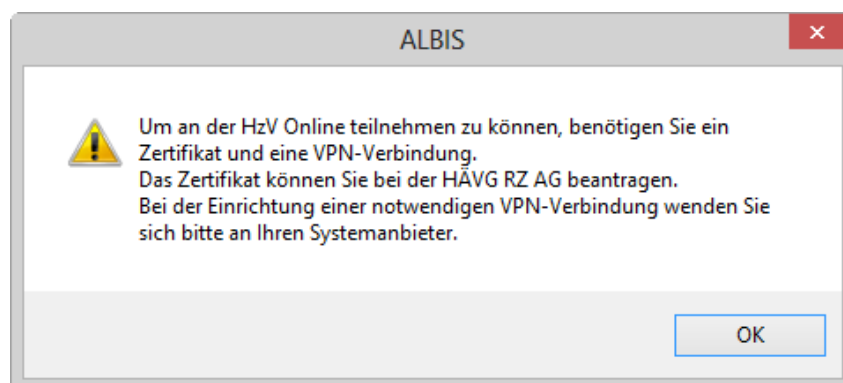 ALBIS
Um an der HzV Online teilnehmen zu können, benötigen Sie ein
Zertifikat und eine VPN-Verbindung.
Das Zertifikat können Sie bei der HÄVG RZ AG beantragen.
Bei der Einrichtung einer notwendigen VPN-Verbindung wenden Sie
sich bitte an Ihren Systemanbieter.
OK